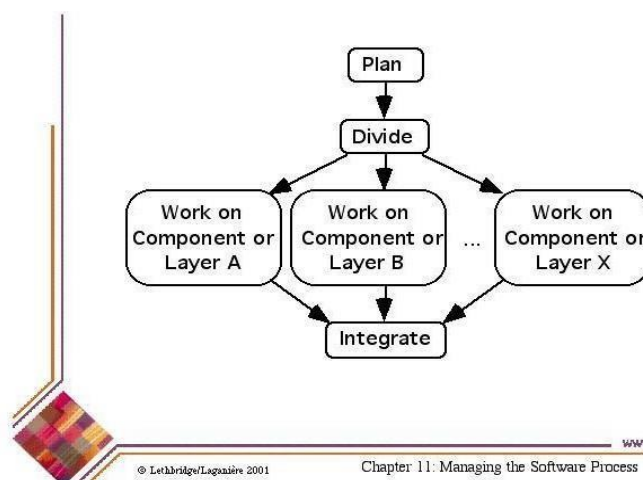 Plan
Divide
Work on
Component or
Layer A
Work on
Component or
Layer B
...
Work on
Component or
Layer X
Integrate
ww
© Lethbridge/Laganière 2001
Chapter 11: Managing the Software Process